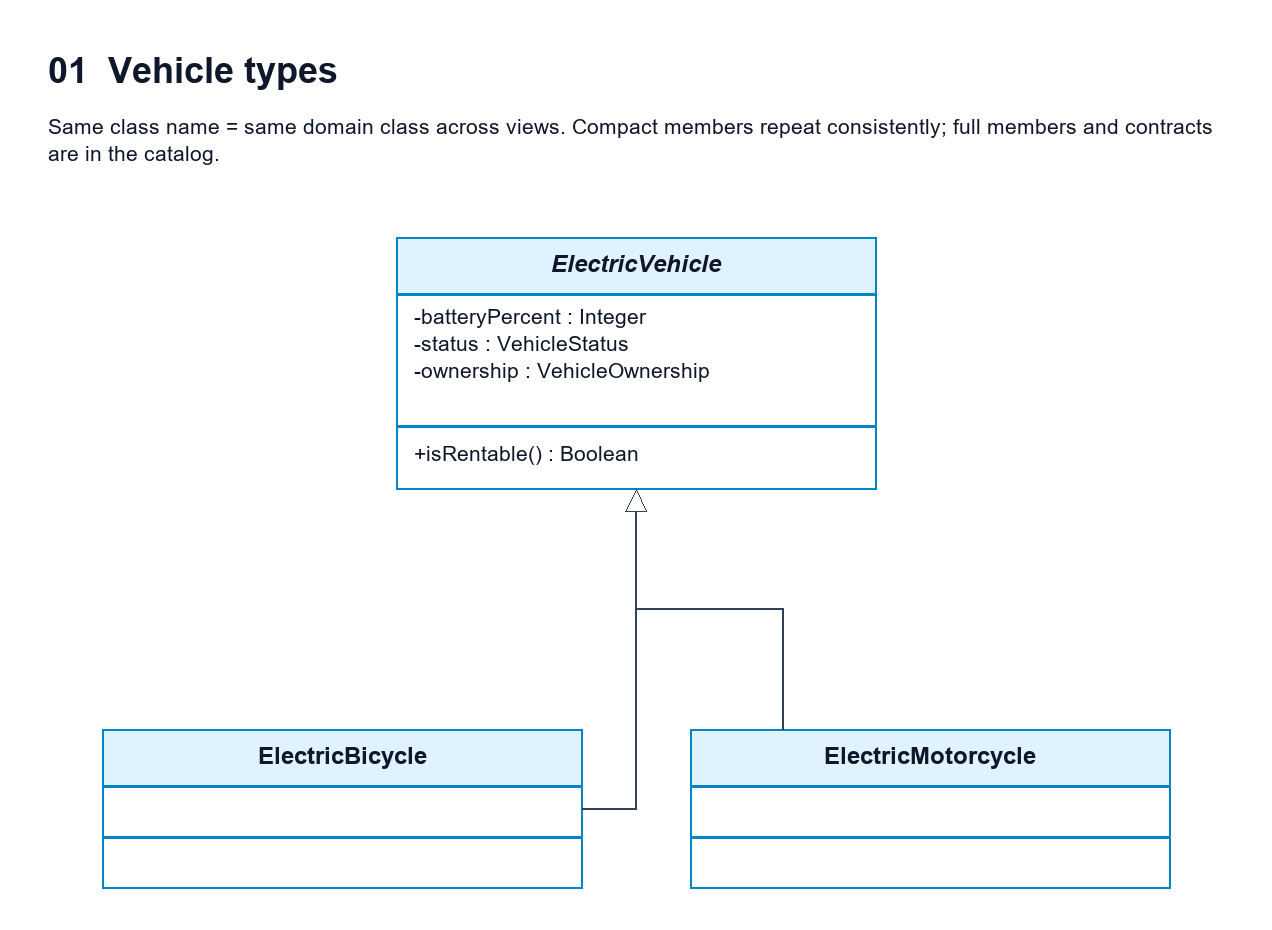 01 Vehicle types
Same class name = same domain class across views. Compact members repeat consistently; full members and contracts
are in the catalog.
ElectricVehicle
-batteryPercent : Integer
-status : VehicleStatus
-ownership : VehicleOwnership
+isRentable() : Boolean
ElectricBicycle
ElectricMotorcycle